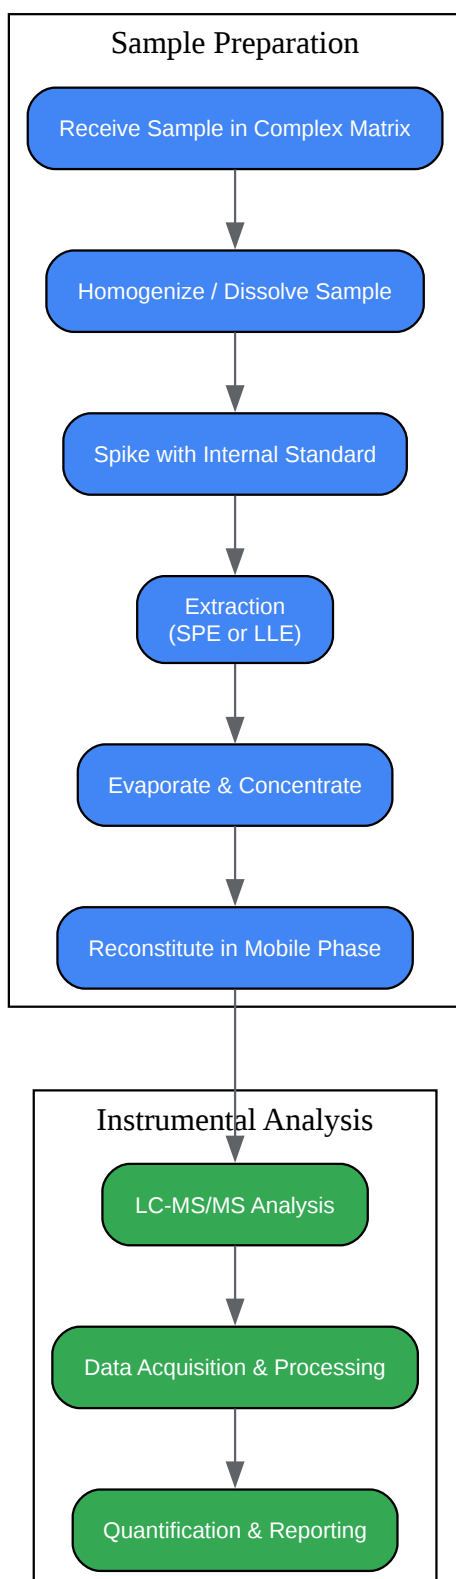 Sample Preparation
Receive Sample in Complex Matrix
Homogenize / Dissolve Sample
Spike with Internal Standard
Extraction
(SPE or LLE)
Evaporate & Concentrate
Reconstitute in Mobile Phase
Instrumental Analysis
LC-MS/MS Analysis
Data Acquisition & Processing
Quantification & Reporting